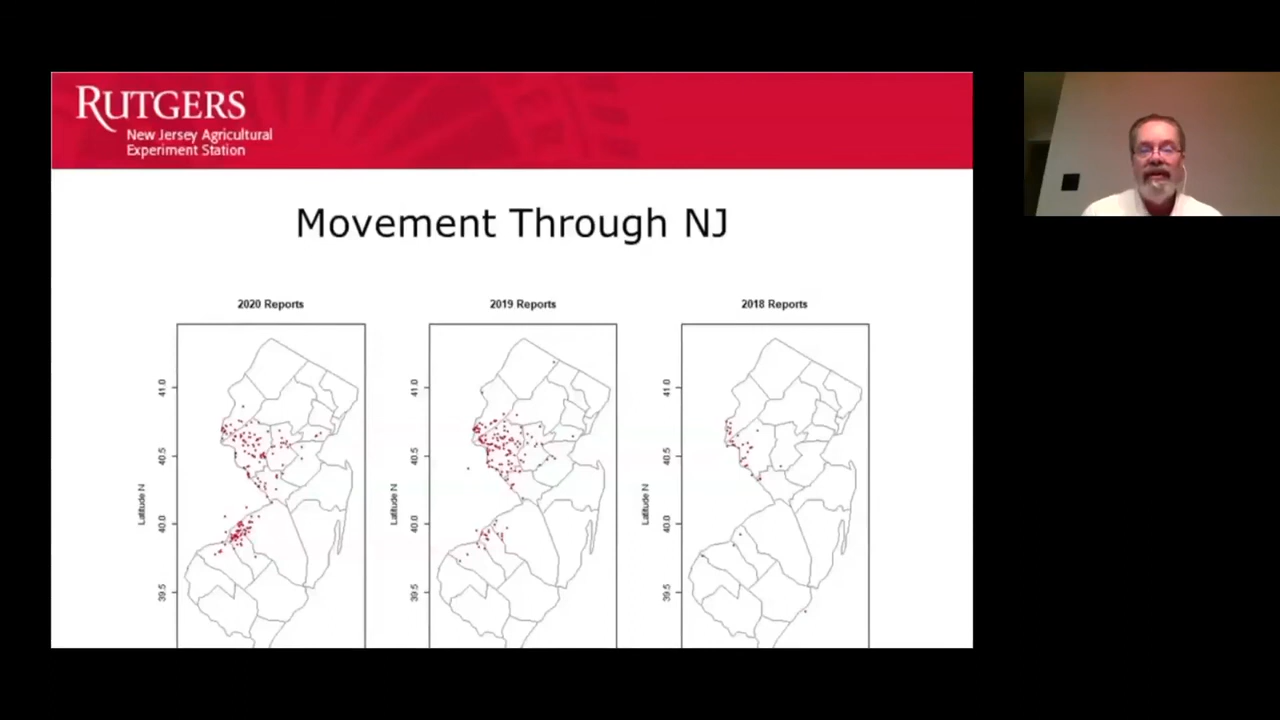 RUTGERS
New Jersey Agricultural
Experiment Station
Movement Through NJ
2020 Reports
2019 Reports
2018 Reports
41.0
40.5
40.0
39.5
Latitude N
41.0
40.5
40.0
39.5
Latitude N
41.0
40.5
40.0
39.5
Latitude N